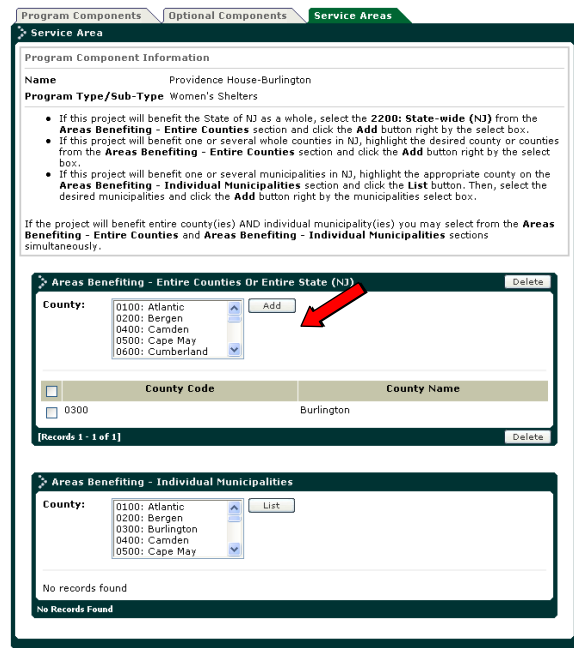 Program Components
Optional Components
Service Areas
Service Area
Program Component Information
Name Providence House-Burlington
Program Type/Sub-Type Women's Shelters
• If this project will benefit the State of NJ as a whole, select the 2200: State-wide (NJ) from the
Areas Benefiting - Entire Counties section and click the Add button right by the select box.
• If this project will benefit one or several whole counties in NJ, highlight the desired county or counties
from the Areas Benefiting - Entire Counties section and click the Add button right by the select
box.
• If this project will benefit one or several municipalities in NJ, highlight the appropriate county on the
Areas Benefiting - Individual Municipalities section and click the List button. Then, select the
desired municipalities and click the Add button right by the municipalities select box.
If the project will benefit entire county(ies) AND individual municipality(ies) you may select from the Areas
Benefiting - Entire Counties and Areas Benefiting - Individual Municipalities sections
simultaneously.
Areas Benefiting - Entire Counties Or Entire State (NJ) Delete
County:
0100: Atlantic
0200: Bergen
0400: Camden
0500: Cape May
0600: Cumberland
Add
County Code County Name
0300 Burlington
[Records 1 - 1 of 1] Delete
Areas Benefiting - Individual Municipalities
County:
0100: Atlantic
0200: Bergen
0300: Burlington
0400: Camden
0500: Cape May
List
No records found
No Records Found